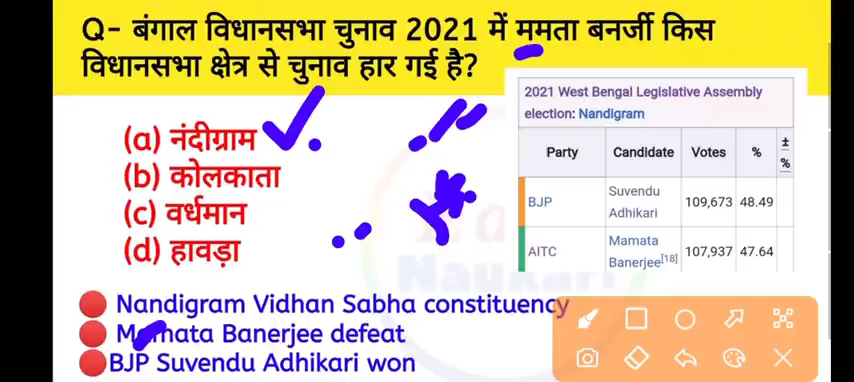 Q- बंगाल विधानसभा चुनाव 2021 में ममता बनर्जी किस
विधानसभा क्षेत्र से चुनाव हार गई है?
2021 West Bengal Legislative Assembly
election: Nandigram
Party Candidate Votes % ± %
BJP Suvendu Adhikari 109,673 48.49
AITC Mamata Banerjee[18] 107,937 47.64
(a) नंदीग्राम
(b) कोलकाता
(c) वर्धमान
(d) हावड़ा
Naukari
Nandigram Vidhan Sabha constituency
Mamata Banerjee defeat
BJP Suvendu Adhikari won